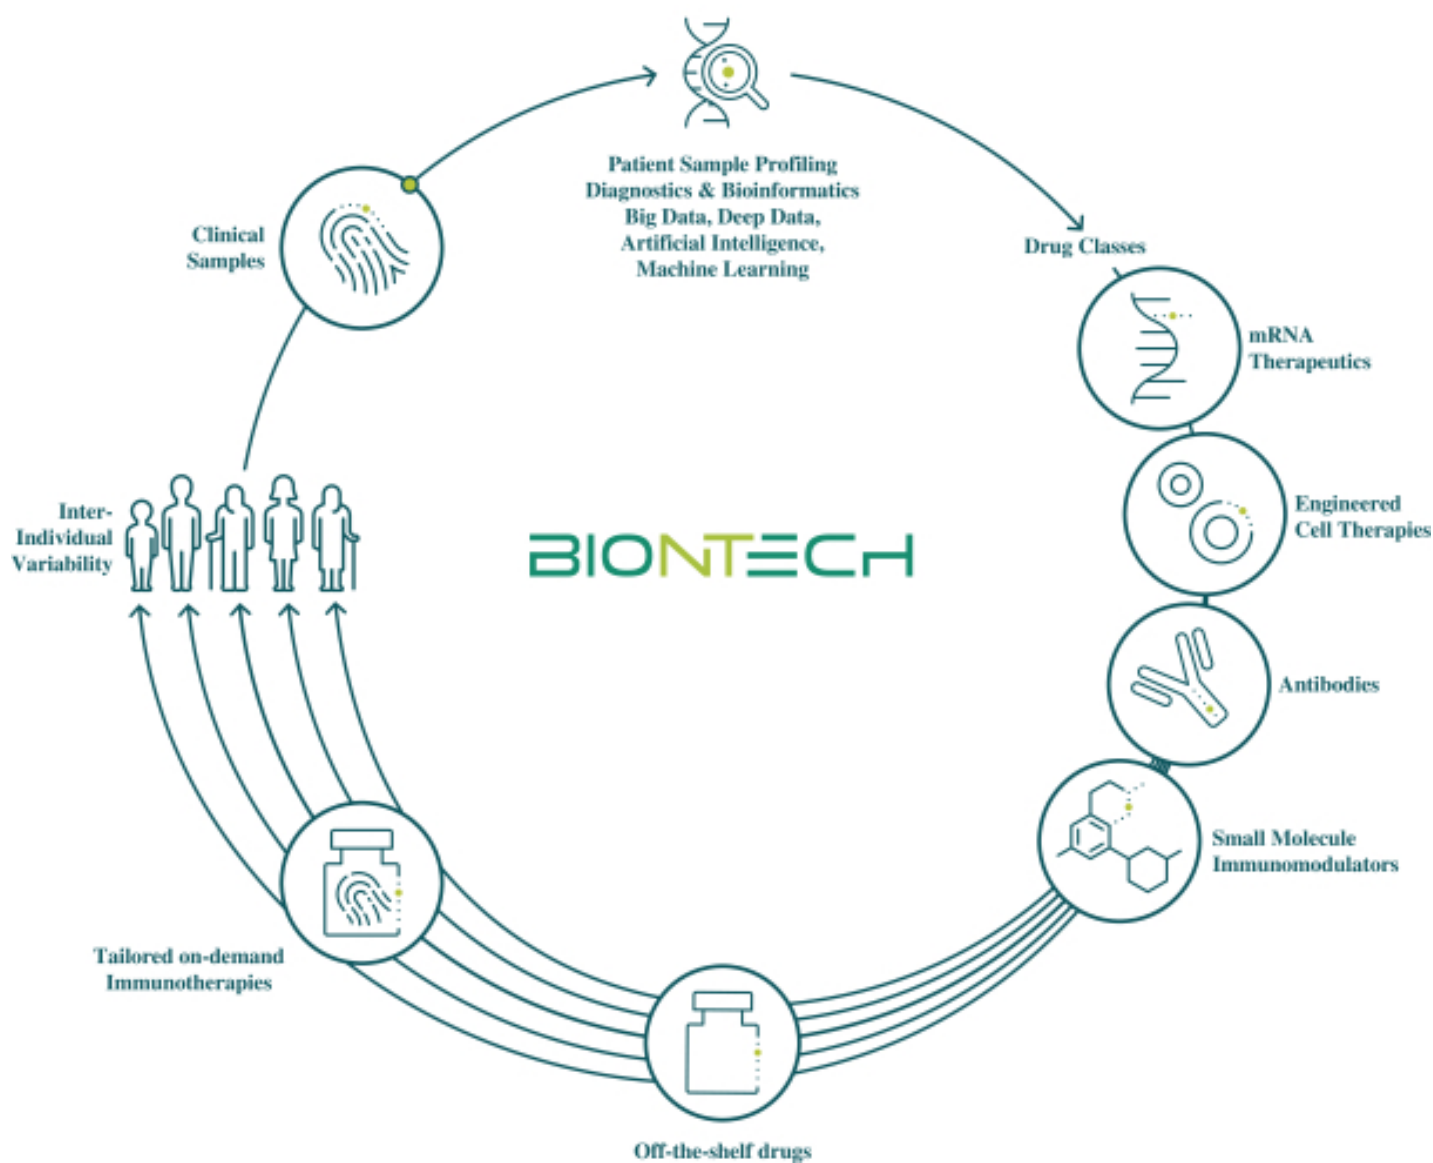 Patient Sample Profiling
Diagnostics & Bioinformatics
Big Data, Deep Data,
Artificial Intelligence,
Machine Learning
Clinical
Samples
Drug Classes
mRNA
Therapeutics
Engineered
Cell Therapies
Inter-
Individual
Variability
BIONTECH
Antibodies
Small Molecule
Immunomodulators
Tailored on-demand
Immunotherapies
Off-the-shelf drugs